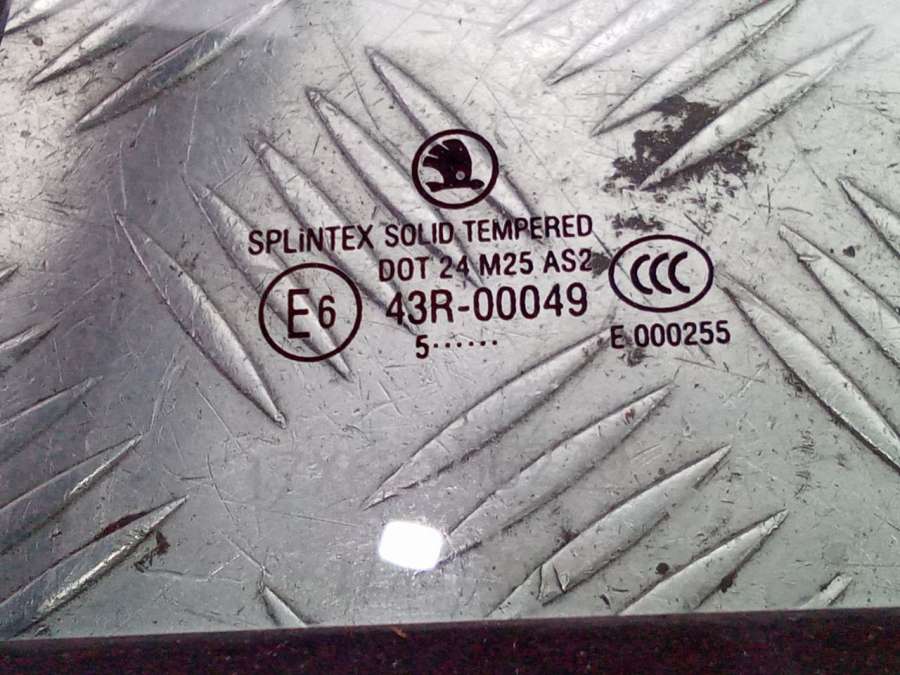 SPLiNTEX SOLID TEMPERED
DOT 24 M25 AS2
E6 43R-00049
5······
CCC
E 000255